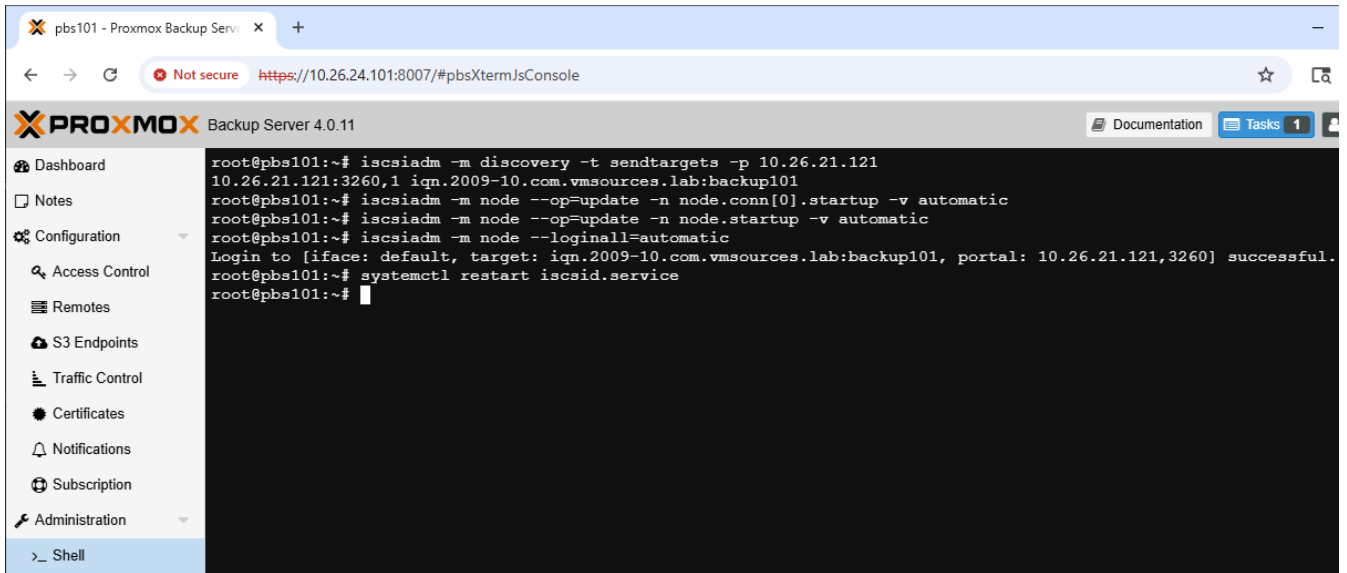 pbs101 - Proxmox Backup Serve
Not secure https://10.26.24.101:8007/#pbsXtermJsConsole
PROXMOX Backup Server 4.0.11
Documentation
Tasks 1
Dashboard
Notes
Configuration
Access Control
Remotes
S3 Endpoints
Traffic Control
Certificates
Notifications
Subscription
Administration
>_ Shell
root@pbs101:~# iscsiadm -m discovery -t sendtargets -p 10.26.21.121
10.26.21.121:3260,1 iqn.2009-10.com.vmsources.lab:backup101
root@pbs101:~# iscsiadm -m node --op=update -n node.conn[0].startup -v automatic
root@pbs101:~# iscsiadm -m node --op=update -n node.startup -v automatic
root@pbs101:~# iscsiadm -m node --loginall=automatic
Login to [iface: default, target: iqn.2009-10.com.vmsources.lab:backup101, portal: 10.26.21.121,3260] successful.
root@pbs101:~# systemctl restart iscsid.service
root@pbs101:~#